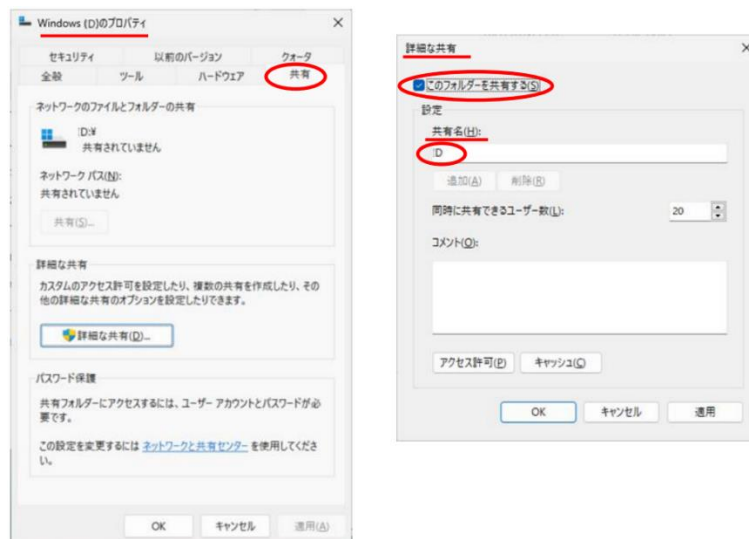 Windows (D)のプロパティ
セキュリティ 以前のバージョン クォータ
全般 ツール ハードウェア 共有
ネットワークのファイルとフォルダーの共有
:D:¥
共有されていません
ネットワーク パス(N):
共有されていません
共有(S)...
詳細な共有
カスタムのアクセス許可を設定したり、複数の共有を作成したり、その
他の詳細な共有のオプションを設定したりできます。
詳細な共有(D)...
パスワード保護
共有フォルダーにアクセスするには、ユーザー アカウントとパスワードが必
要です。
この設定を変更するには ネットワークと共有センター を使用してくださ
い。
OK キャンセル 適用(A)
詳細な共有
このフォルダーを共有する(S)
設定
共有名(H):
:D
追加(A) 削除(R)
同時に共有できるユーザー数(L): 20
コメント(O):
アクセス許可(P) キャッシュ(C)
OK キャンセル 適用